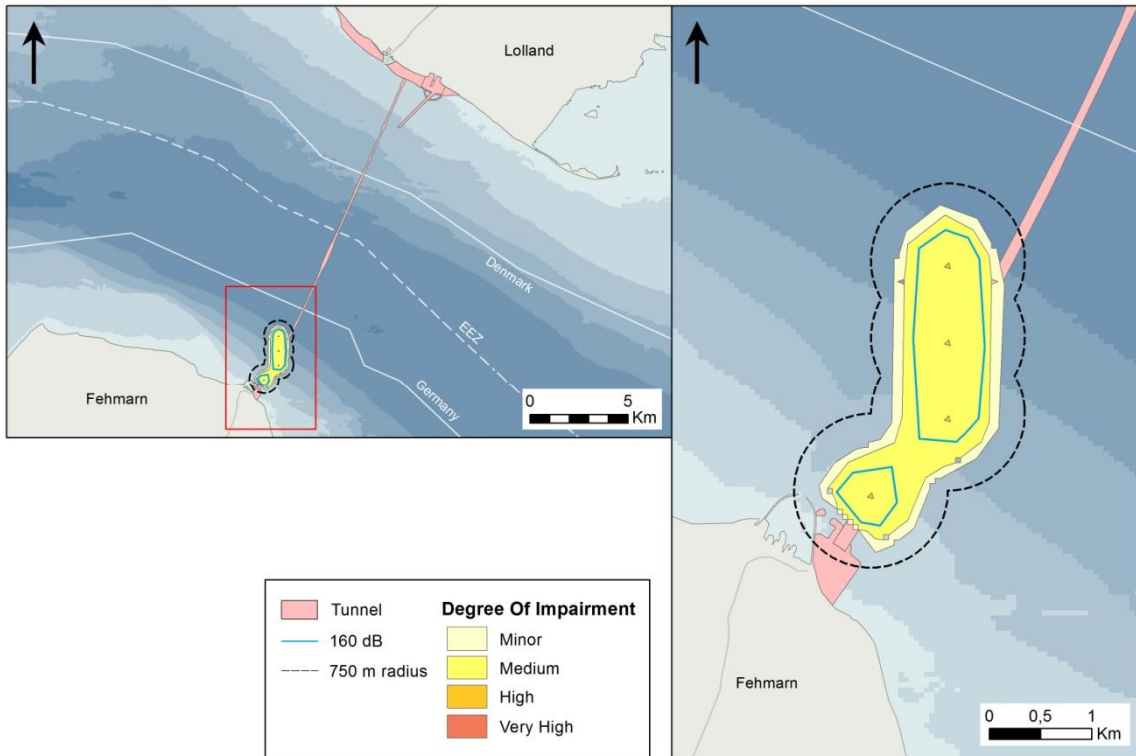 Lolland
Denmark
EEZ
Germany
Fehmarn
0 5
Km
Tunnel
160 dB
750 m radius
Degree Of Impairment
Minor
Medium
High
Very High
Fehmarn
0 0,5 1
Km